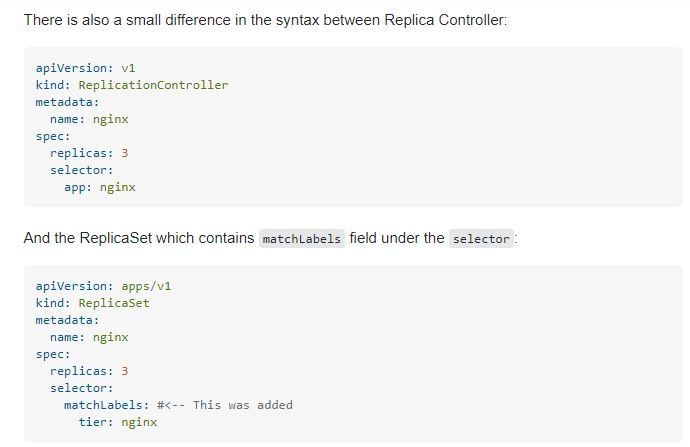 There is also a small difference in the syntax between Replica Controller:
apiVersion: v1
kind: ReplicationController
metadata:
  name: nginx
spec:
  replicas: 3
  selector:
    app: nginx
And the ReplicaSet which contains matchLabels field under the selector:
apiVersion: apps/v1
kind: ReplicaSet
metadata:
  name: nginx
spec:
  replicas: 3
  selector:
    matchLabels: #<-- This was added
      tier: nginx